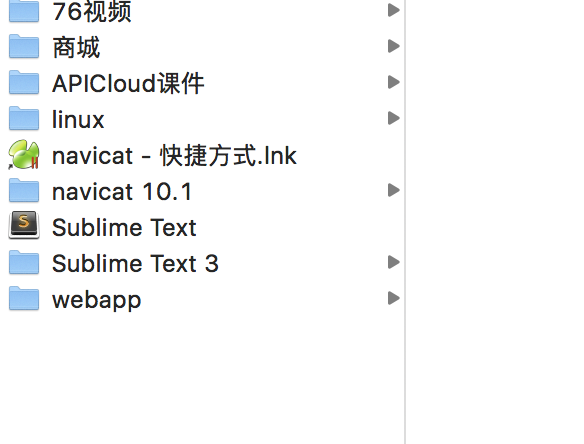 76视频
商城
APICloud课件
linux
navicat - 快捷方式.lnk
navicat 10.1
Sublime Text
Sublime Text 3
webapp